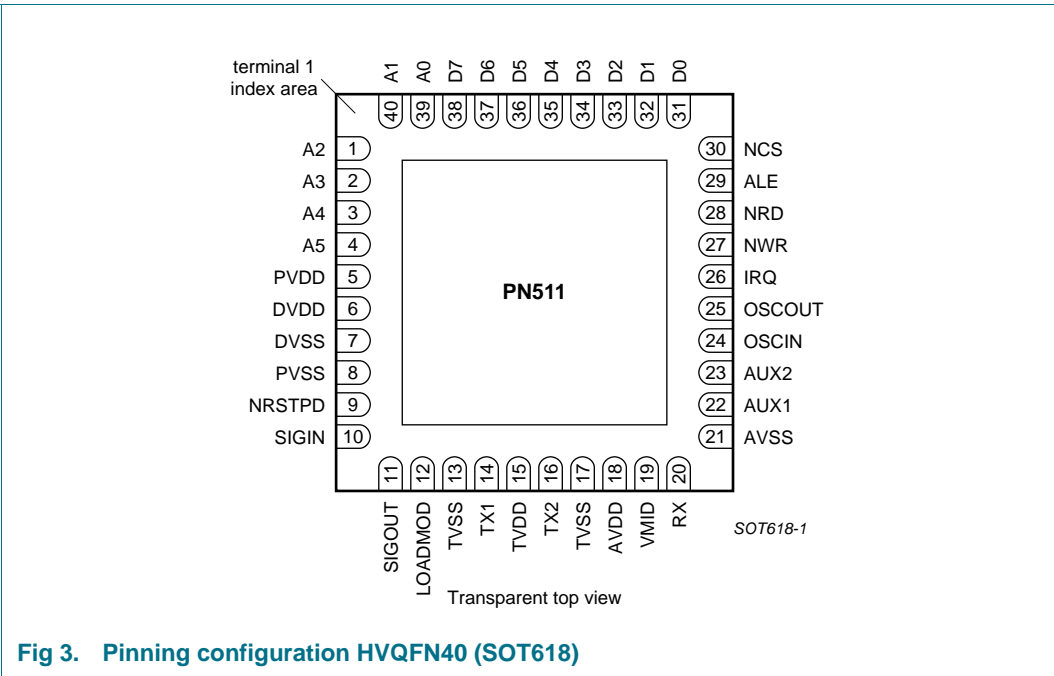 terminal 1
index area
A1 A0 D7 D6 D5 D4 D3 D2 D1 D0
40 39 38 37 36 35 34 33 32 31
A2 1 30 NCS
A3 2 29 ALE
A4 3 28 NRD
A5 4 27 NWR
PVDD 5 26 IRQ
DVDD 6 PN511 25 OSCOUT
DVSS 7 24 OSCIN
PVSS 8 23 AUX2
NRSTPD 9 22 AUX1
SIGIN 10 21 AVSS
11 12 13 14 15 16 17 18 19 20
SIGOUT LOADMOD TVSS TX1 TVDD TX2 TVSS AVDD VMID RX
SOT618-1
Transparent top view
Fig 3. Pinning configuration HVQFN40 (SOT618)